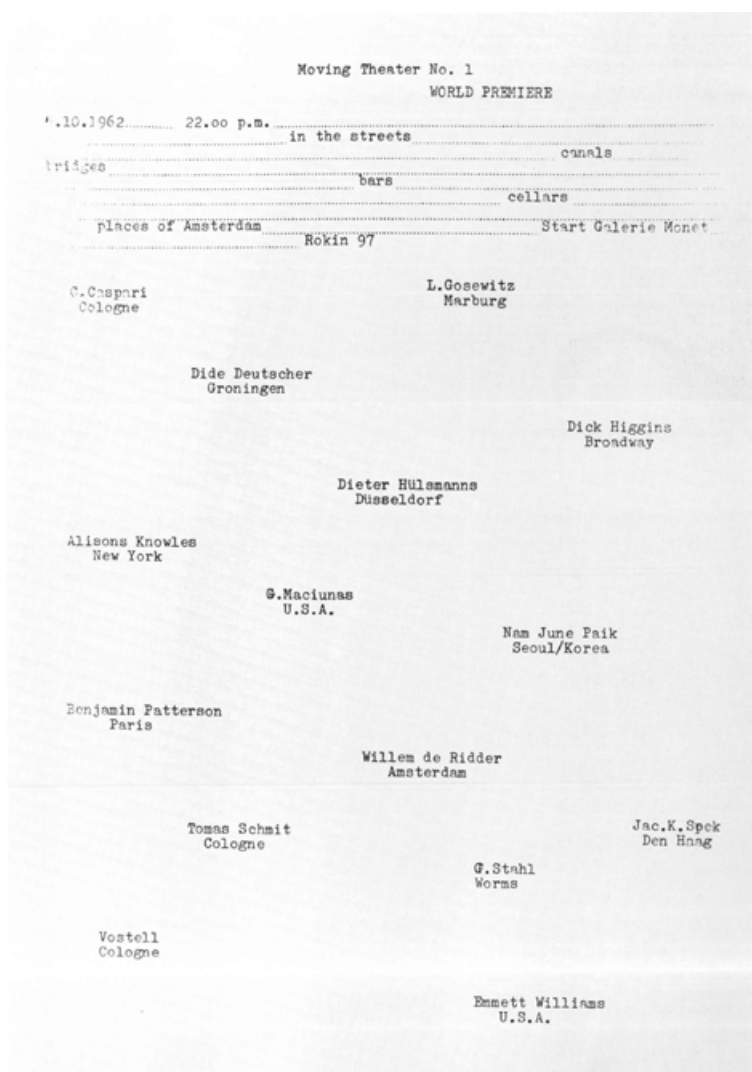 Moving Theater No. 1
WORLD PREMIERE
.10.1962 22.oo p.m.
in the streets
canals
bridges
bars
cellars
places of Amsterdam Start Galerie Monet
Rokin 97
C.Caspari
Cologne
L.Gosewitz
Marburg
Dide Deutscher
Groningen
Dick Higgins
Broadway
Dieter Hülsmanns
Düsseldorf
Alisons Knowles
New York
G.Maciunas
U.S.A.
Nam June Paik
Seoul/Korea
Benjamin Patterson
Paris
Willem de Ridder
Amsterdam
Tomas Schmit
Cologne
Jac.K.Spek
Den Haag
G.Stahl
Worms
Vostell
Cologne
Emmett Williams
U.S.A.